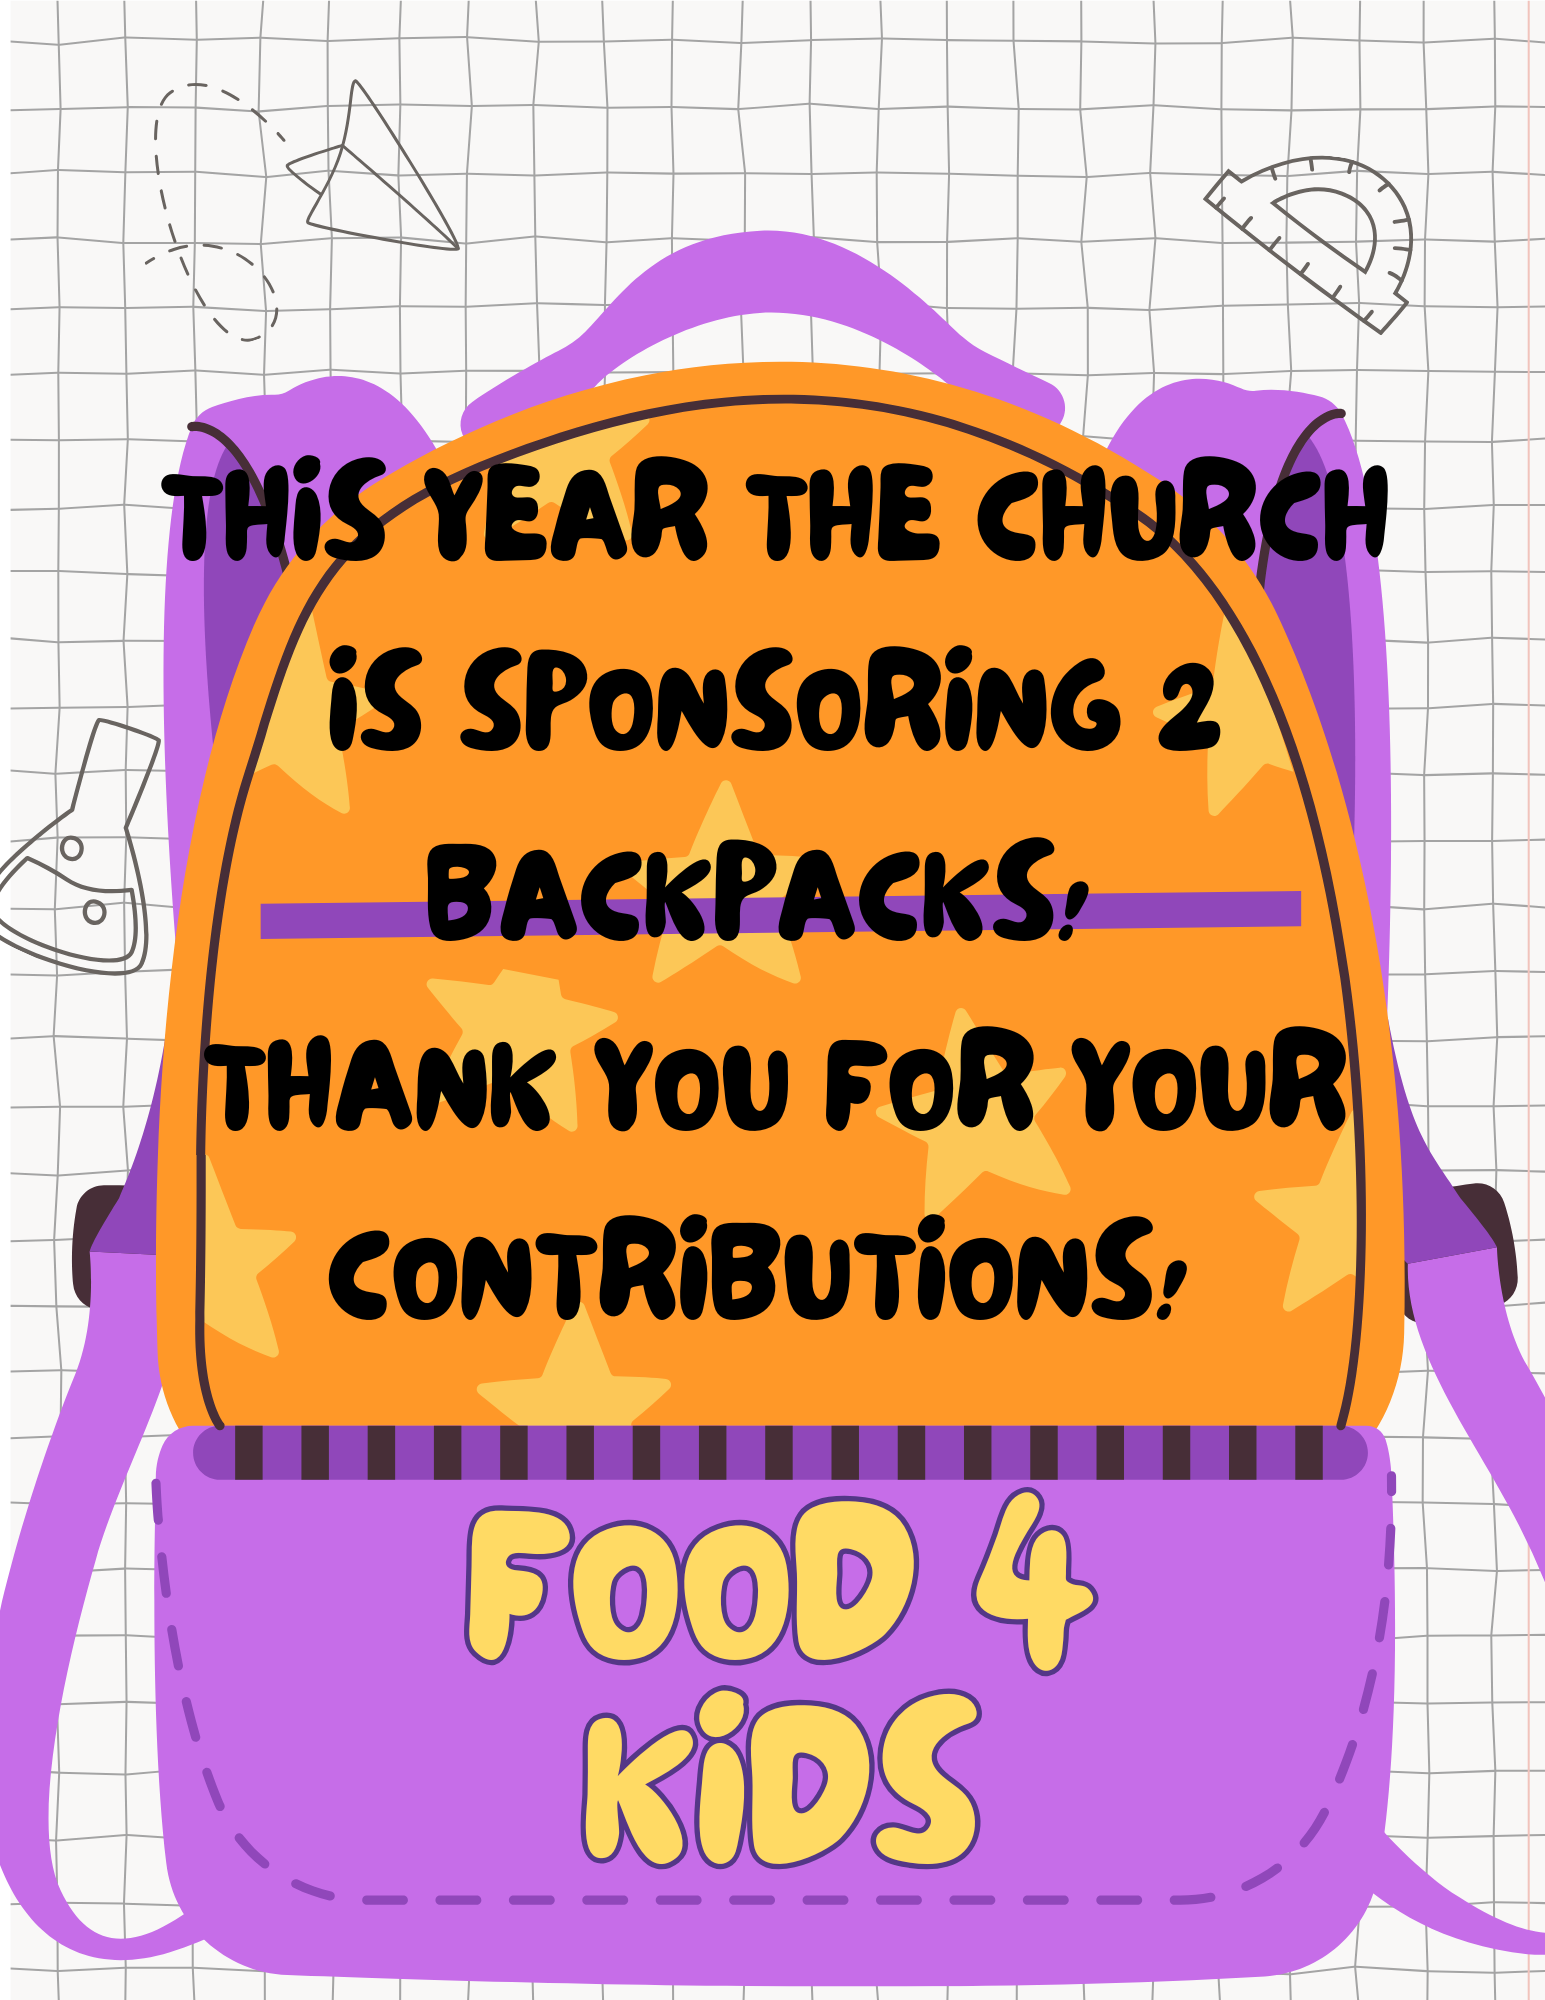 THiS YEAR THE CHURCH
iS SPONSORiNG 2
BACKPACKS!
THANK YOU FOR YOUR
CONTRiBUTiONS!
FOOD 4
KiDS